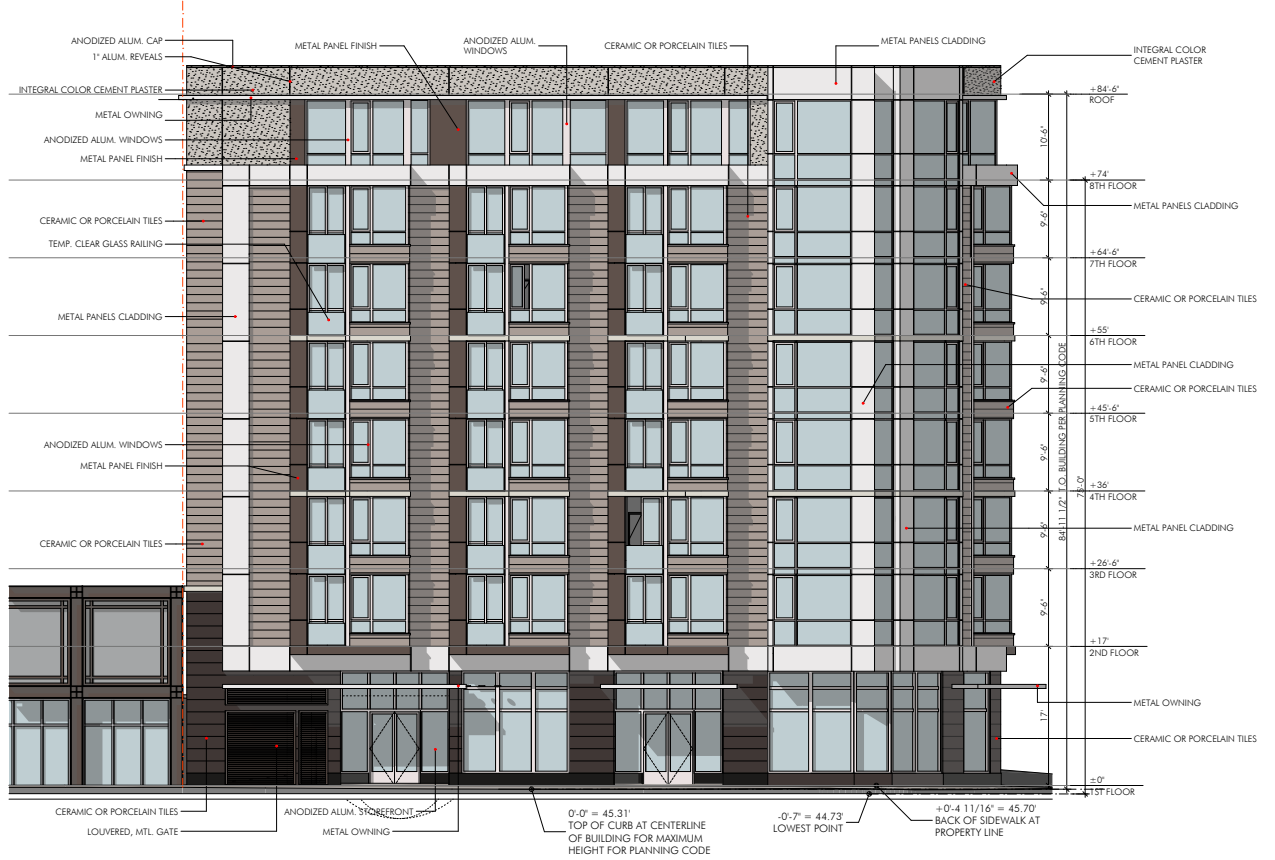 ANODIZED ALUM. CAP
1" ALUM. REVEALS
INTEGRAL COLOR CEMENT PLASTER
METAL OWNING
ANODIZED ALUM. WINDOWS
METAL PANEL FINISH
CERAMIC OR PORCELAIN TILES
TEMP. CLEAR GLASS RAILING
METAL PANELS CLADDING
ANODIZED ALUM. WINDOWS
METAL PANEL FINISH
CERAMIC OR PORCELAIN TILES
METAL PANEL FINISH
ANODIZED ALUM.
WINDOWS
CERAMIC OR PORCELAIN TILES
METAL PANELS CLADDING
INTEGRAL COLOR
CEMENT PLASTER
+84'-6"
ROOF
10'-6"
+74'
8TH FLOOR
METAL PANELS CLADDING
9'-6"
+64'-6"
7TH FLOOR
9'-6"
CERAMIC OR PORCELAIN TILES
+55'
6TH FLOOR
9'-6"
METAL PANEL CLADDING
CERAMIC OR PORCELAIN TILES
+45'-6"
5TH FLOOR
9'-6"
84'-11 1/2" T.O. BUILDING PER PLANNING CODE
75'-0"
+36'
4TH FLOOR
9'-6"
METAL PANEL CLADDING
+26'-6"
3RD FLOOR
9'-6"
+17'
2ND FLOOR
METAL OWNING
17'
CERAMIC OR PORCELAIN TILES
±0"
1ST FLOOR
CERAMIC OR PORCELAIN TILES
LOUVERED, MTL. GATE
ANODIZED ALUM. STOREFRONT
METAL OWNING
0'-0" = 45.31'
TOP OF CURB AT CENTERLINE
OF BUILDING FOR MAXIMUM
HEIGHT FOR PLANNING CODE
-0'-7" = 44.73'
LOWEST POINT
+0'-4 11/16" = 45.70'
BACK OF SIDEWALK AT
PROPERTY LINE